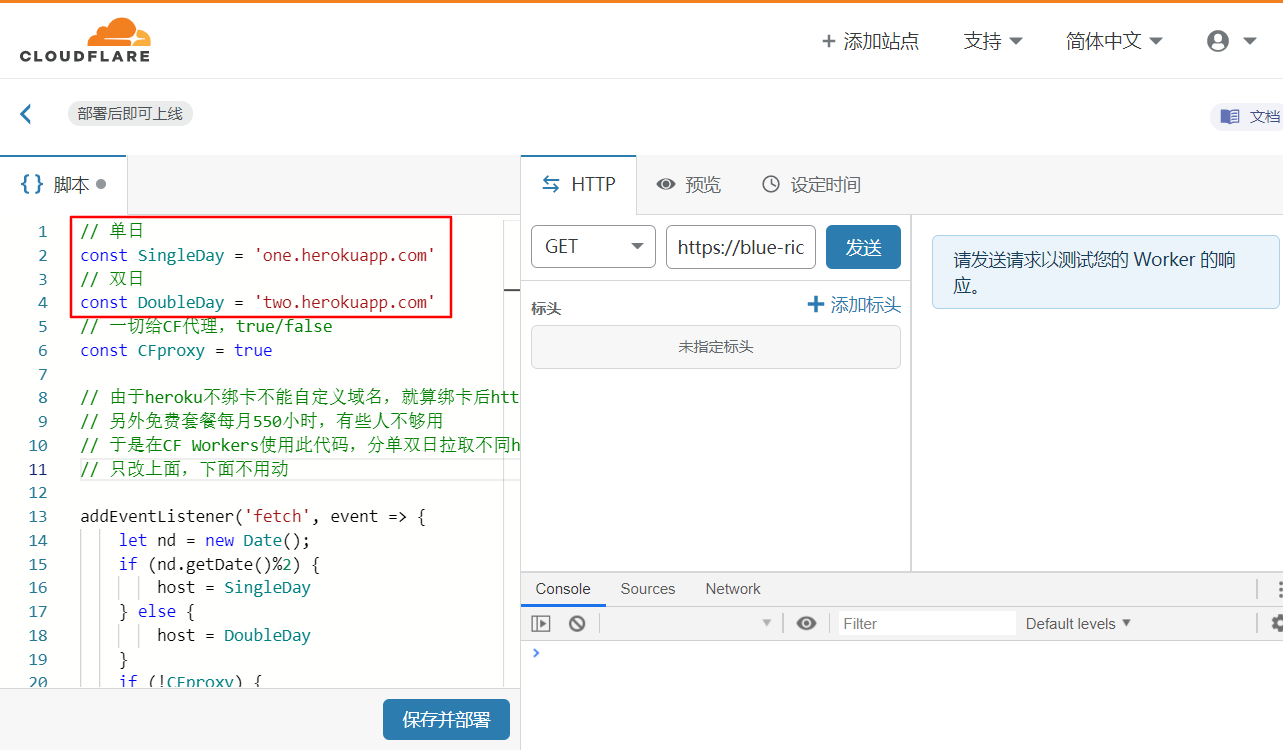 CLOUDFLARE
+ 添加站点
支持
简体中文
部署后即可上线
文档
{} 脚本
HTTP
预览
设定时间
1 // 单日
2 const SingleDay = 'one.herokuapp.com'
3 // 双日
4 const DoubleDay = 'two.herokuapp.com'
5 // 一切给CF代理，true/false
6 const CFproxy = true
7
8 // 由于heroku不绑卡不能自定义域名，就算绑卡后htt
9 // 另外免费套餐每月550小时，有些人不够用
10 // 于是在CF Workers使用此代码，分单双日拉取不同h
11 // 只改上面，下面不用动
12
13 addEventListener('fetch', event => {
14 let nd = new Date();
15 if (nd.getDate()%2) {
16 host = SingleDay
17 } else {
18 host = DoubleDay
19 }
20 if (!CFproxy) {
保存并部署
GET
https://blue-ric
发送
标头
+ 添加标头
未指定标头
请发送请求以测试您的 Worker 的响
应。
Console
Sources
Network
Filter
Default levels